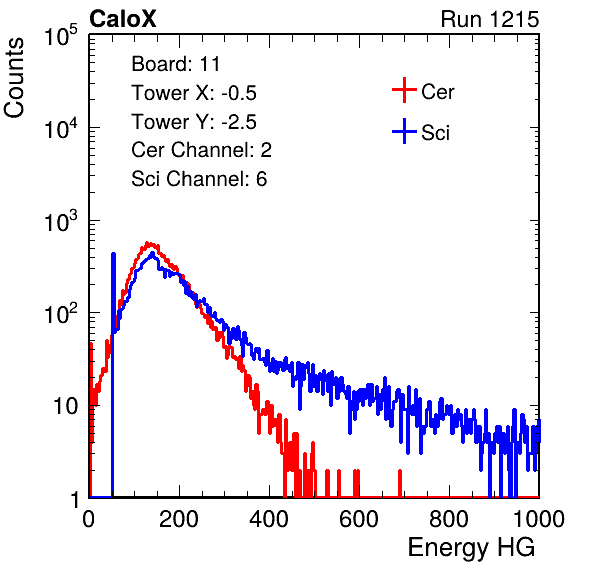 CaloX Run 1215
Counts
Board: 11
Tower X: -0.5
Tower Y: -2.5
Cer Channel: 2
Sci Channel: 6
Cer
Sci
10^5
10^4
10^3
10^2
10
1
0 200 400 600 800 1000
Energy HG